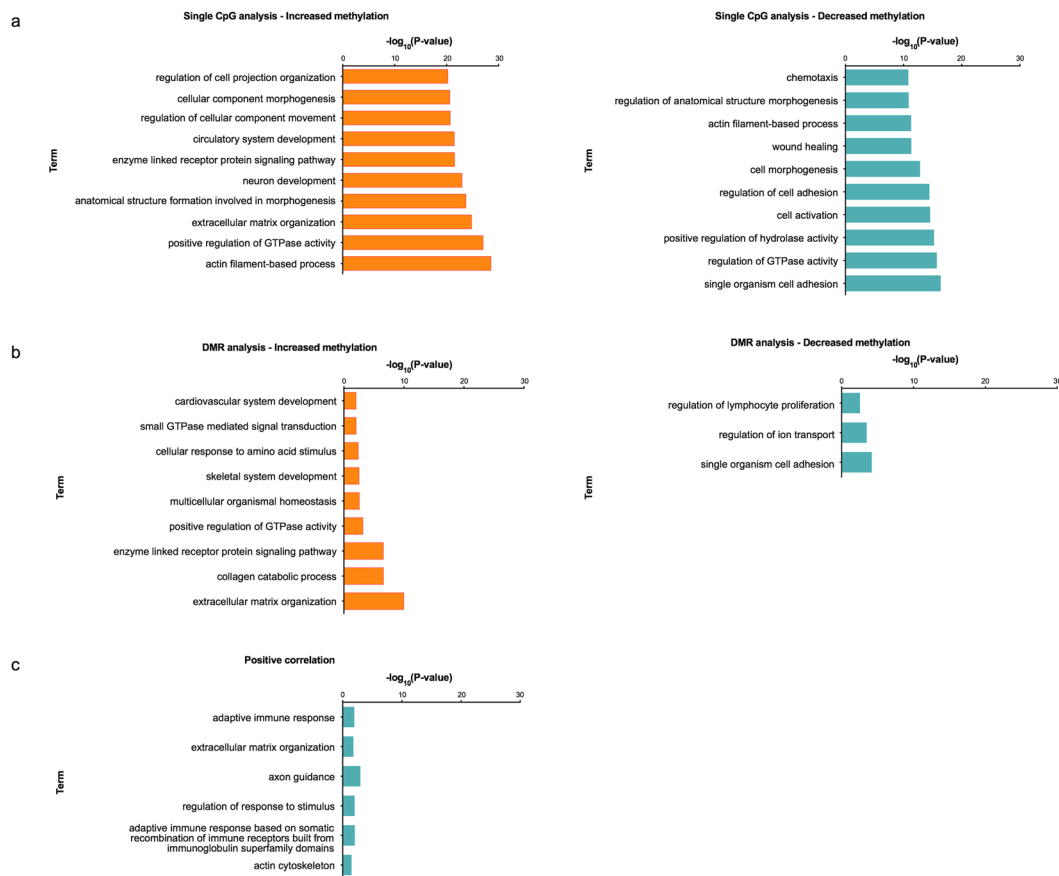 a
Single CpG analysis - Increased methylation
-log10(P-value)
0 10 20 30
Term
regulation of cell projection organization
cellular component morphogenesis
regulation of cellular component movement
circulatory system development
enzyme linked receptor protein signaling pathway
neuron development
anatomical structure formation involved in morphogenesis
extracellular matrix organization
positive regulation of GTPase activity
actin filament-based process
Single CpG analysis - Decreased methylation
-log10(P-value)
0 10 20 30
Term
chemotaxis
regulation of anatomical structure morphogenesis
actin filament-based process
wound healing
cell morphogenesis
regulation of cell adhesion
cell activation
positive regulation of hydrolase activity
regulation of GTPase activity
single organism cell adhesion
b
DMR analysis - Increased methylation
-log10(P-value)
0 10 20 30
Term
cardiovascular system development
small GTPase mediated signal transduction
cellular response to amino acid stimulus
skeletal system development
multicellular organismal homeostasis
positive regulation of GTPase activity
enzyme linked receptor protein signaling pathway
collagen catabolic process
extracellular matrix organization
DMR analysis - Decreased methylation
-log10(P-value)
0 10 20 30
Term
regulation of lymphocyte proliferation
regulation of ion transport
single organism cell adhesion
c
Positive correlation
-log10(P-value)
0 10 20 30
Term
adaptive immune response
extracellular matrix organization
axon guidance
regulation of response to stimulus
adaptive immune response based on somatic
recombination of immune receptors built from
immunoglobulin superfamily domains
actin cytoskeleton